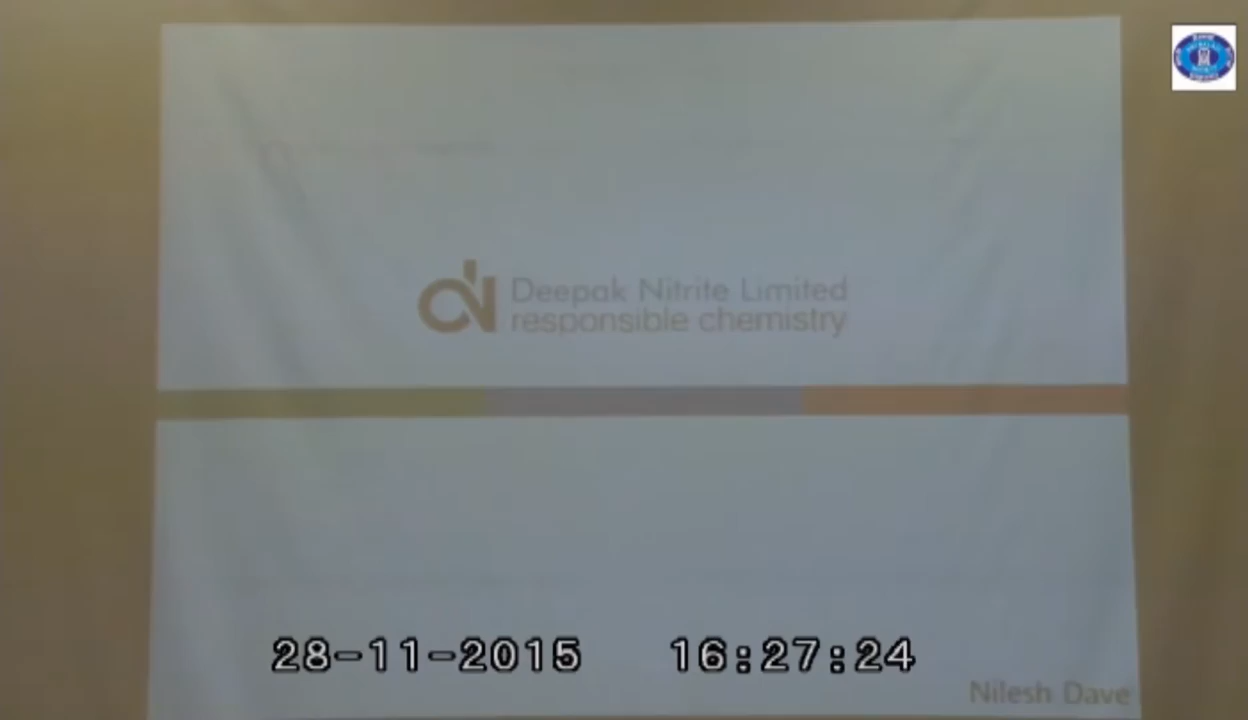 Deepak Nitrite Limited
responsible chemistry
28-11-2015 16:27:24
Nilesh Dave